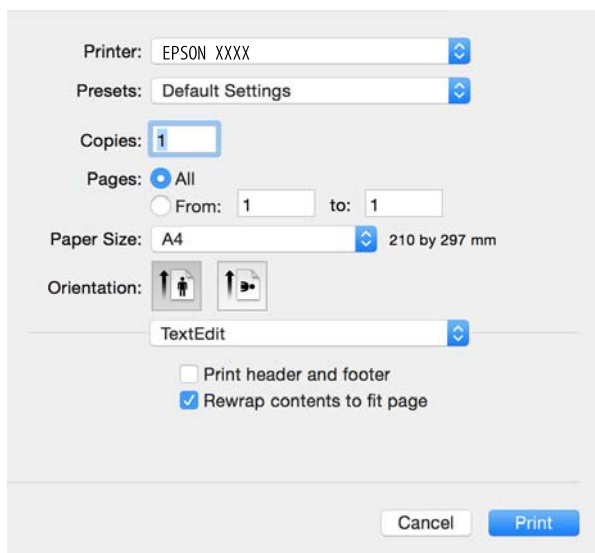 Printer: EPSON XXXX
Presets: Default Settings
Copies: 1
Pages: All
From: 1 to: 1
Paper Size: A4 210 by 297 mm
Orientation:
TextEdit
Print header and footer
Rewrap contents to fit page
Cancel Print